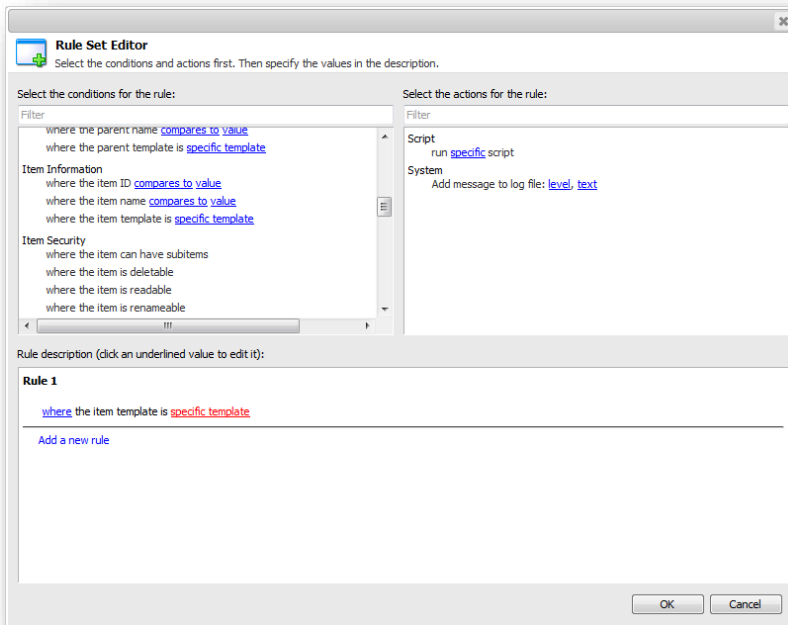 Rule Set Editor
Select the conditions and actions first. Then specify the values in the description.
Select the conditions for the rule:
Filter
where the parent name compares to value
where the parent template is specific template
Item Information
where the item ID compares to value
where the item name compares to value
where the item template is specific template
Item Security
where the item can have subitems
where the item is deletable
where the item is readable
where the item is renameable
Select the actions for the rule:
Filter
Script
run specific script
System
Add message to log file: level, text
Rule description (click an underlined value to edit it):
Rule 1
where the item template is specific template
Add a new rule
OK
Cancel